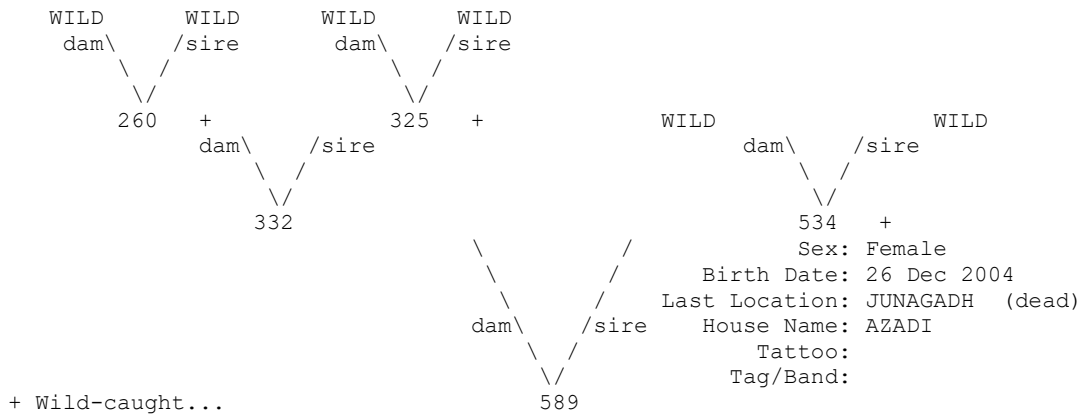 WILD WILD WILD WILD
dam\ /sire dam\ /sire
\ / \ /
\/ \/
260 + 325 + WILD WILD
dam\ /sire dam\ /sire
\ / \ /
\/ \/
332 534 +
\ / Sex: Female
\ / Birth Date: 26 Dec 2004
\ / Last Location: JUNAGADH (dead)
dam\ /sire House Name: AZADI
\ / Tattoo:
\/ Tag/Band:
+ Wild-caught... 589